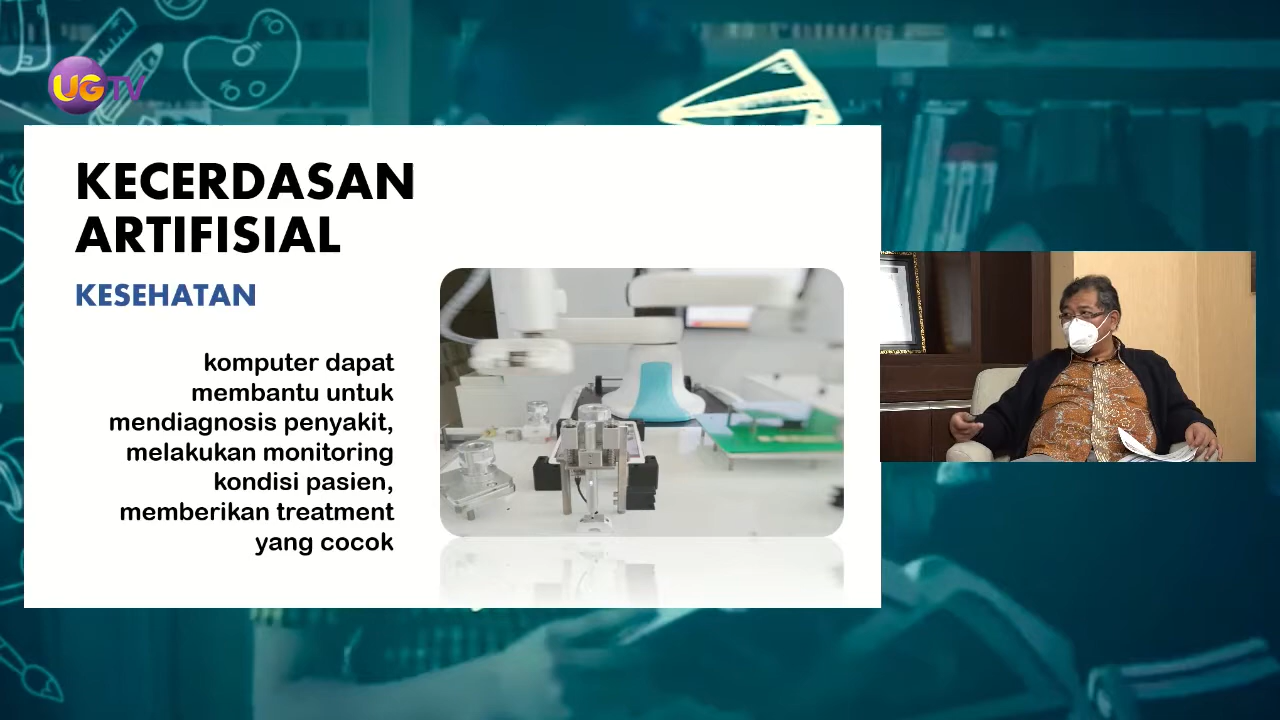 UGTV
KECERDASAN
ARTIFISIAL
KESEHATAN
komputer dapat
membantu untuk
mendiagnosis penyakit,
melakukan monitoring
kondisi pasien,
memberikan treatment
yang cocok